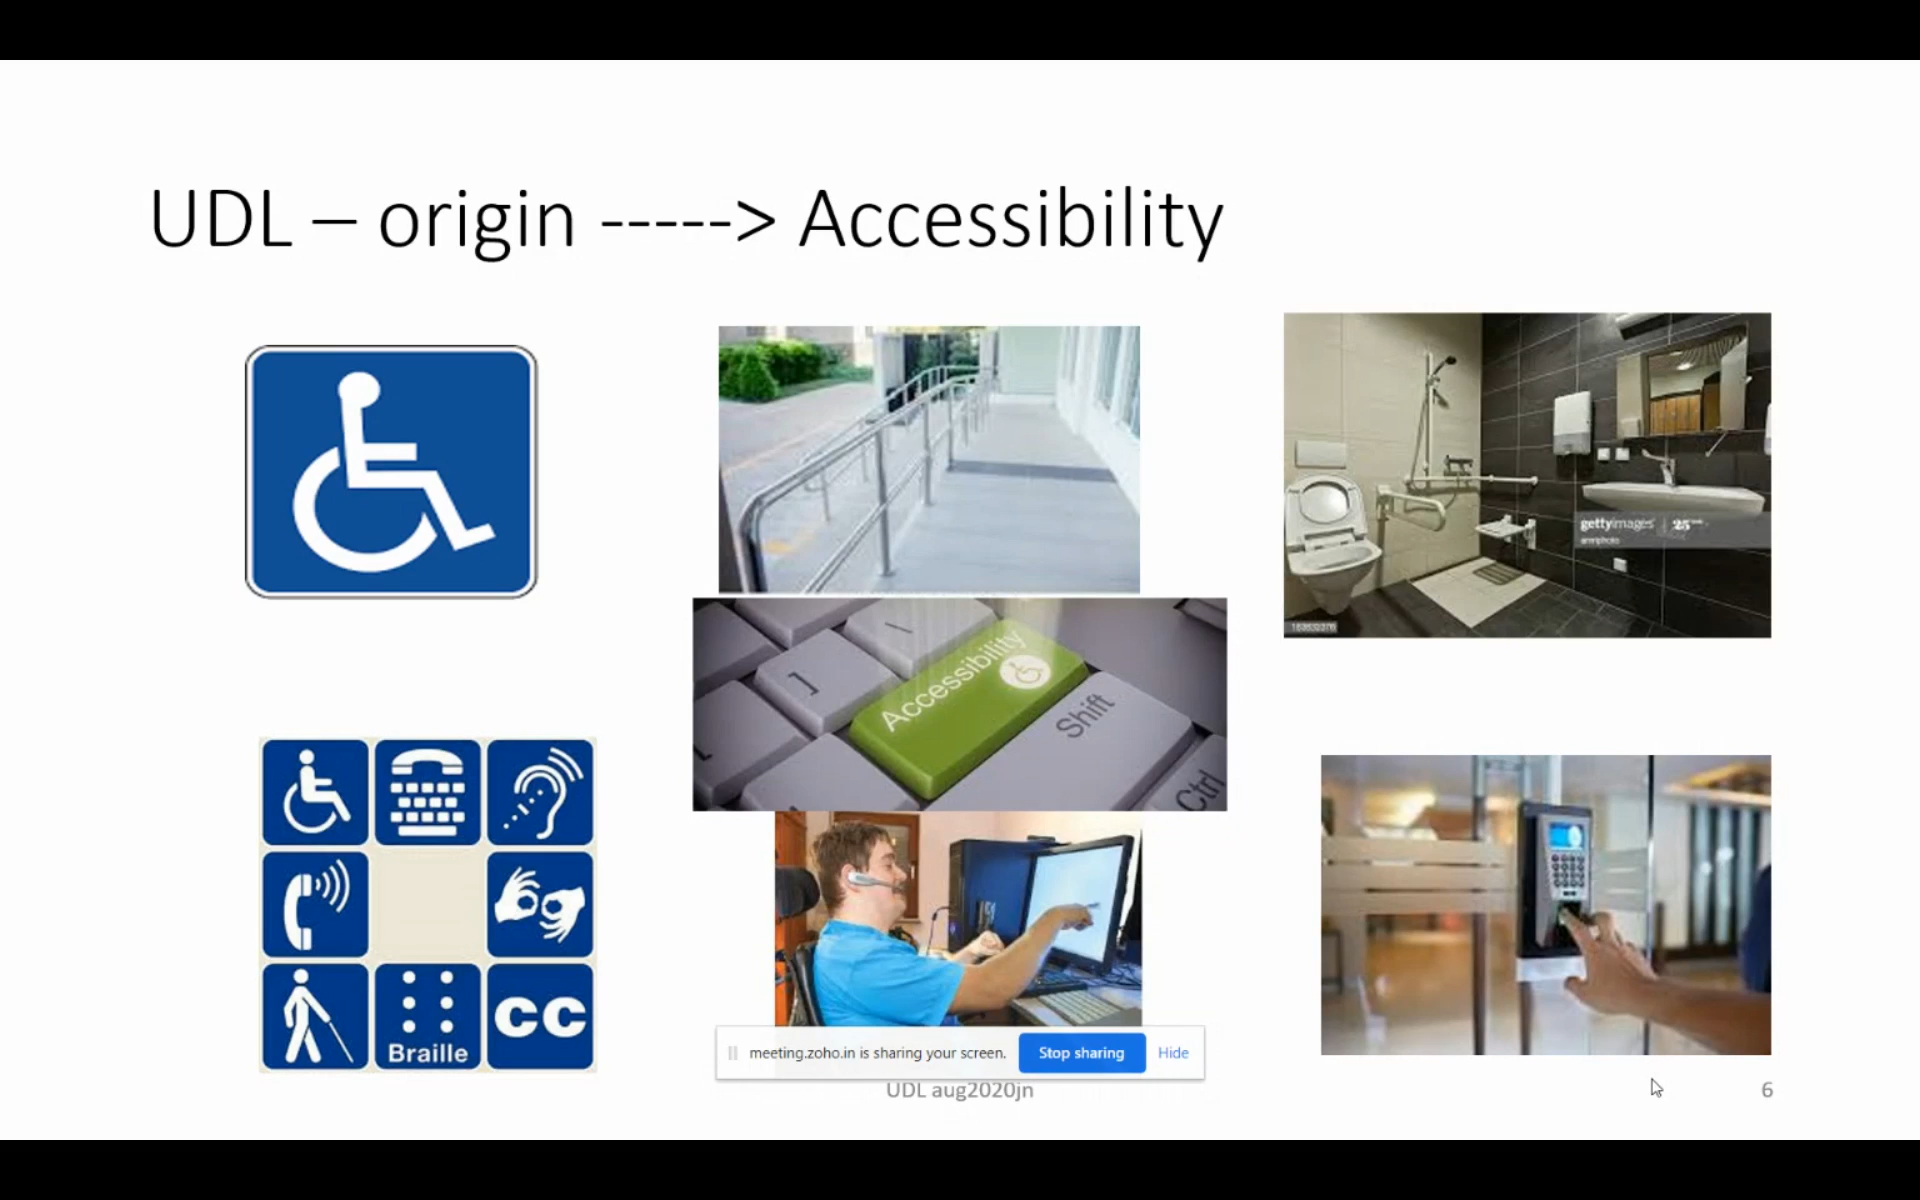 UDL – origin -----> Accessibility
gettyimages
]
\
Accessibility
Shift
Ctrl
Braille
CC
meeting.zoho.in is sharing your screen.
Stop sharing
Hide
UDL aug2020jn
6